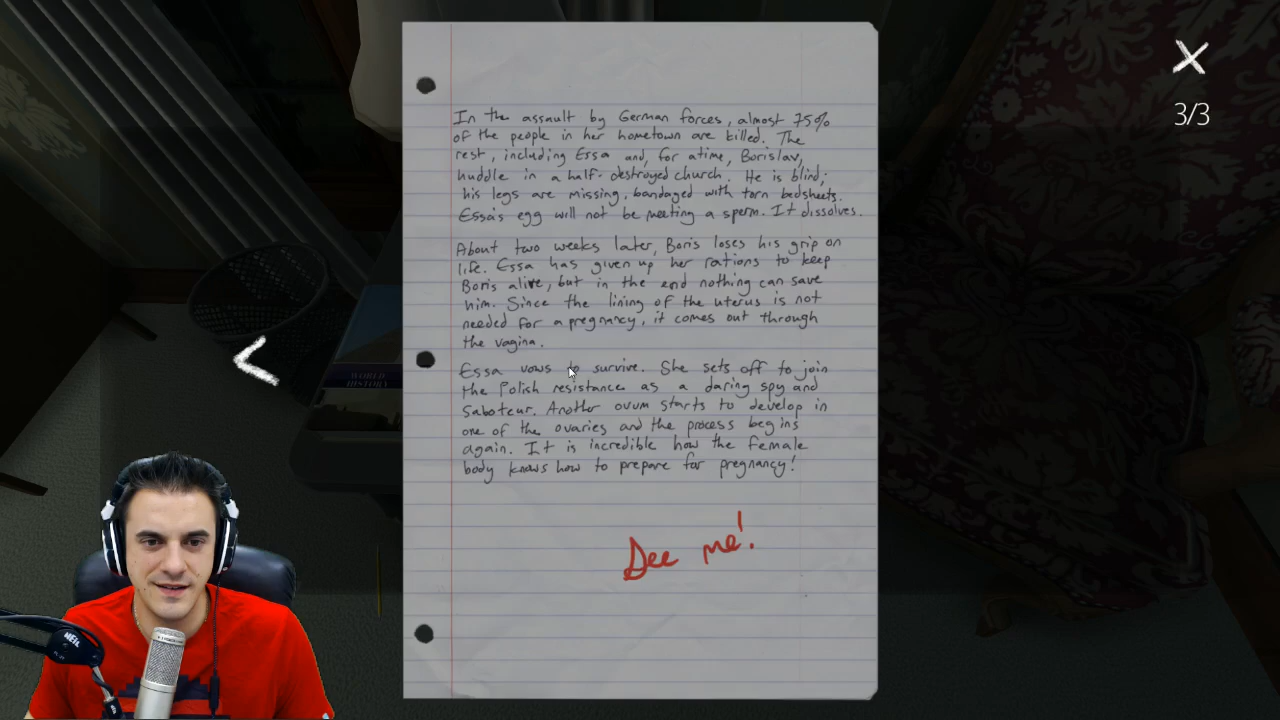 In the assault by German forces, almost 75%
of the people in her hometown are killed. The
rest, including Essa and, for a time, Borislav,
huddle in a half-destroyed church. He is blind;
his legs are missing, bandaged with torn bedsheets.
Essa's egg will not be meeting a sperm. It dissolves.
About two weeks later, Boris loses his grip on
life. Essa has given up her rations to keep
Boris alive, but in the end nothing can save
him. Since the lining of the uterus is not
needed for a pregnancy, it comes out through
the vagina.
Essa vows to survive. She sets off to join
the Polish resistance as a daring spy and
saboteur. Another ovum starts to develop in
one of the ovaries and the process begins
again. It is incredible how the female
body knows how to prepare for pregnancy!
See me!
3/3
WORLD
HISTORY